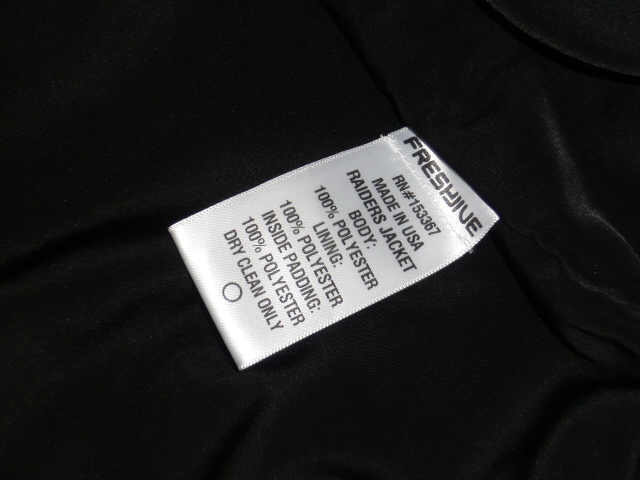 FRESHJIVE
RN#153367
MADE IN USA
RAIDERS JACKET
BODY:
100% POLYESTER
LINING:
100% POLYESTER
INSIDE PADDING:
100% POLYESTER
DRY CLEAN ONLY